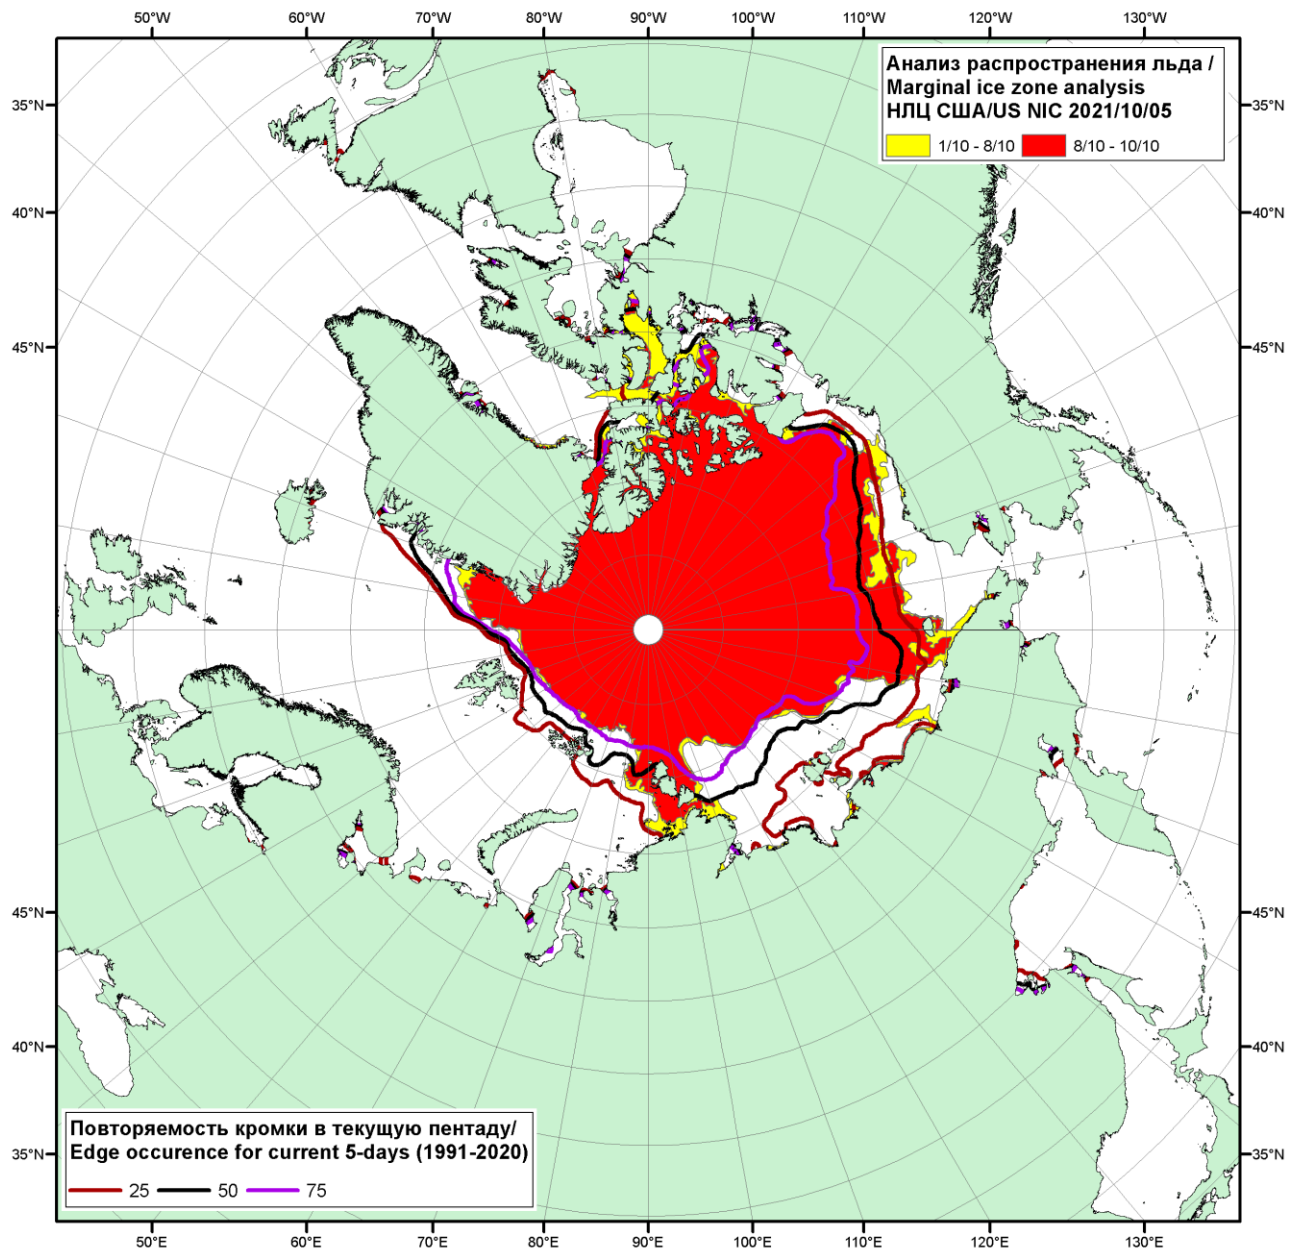 50°W 60°W 70°W 80°W 90°W 100°W 110°W 120°W 130°W
Анализ распространения льда /
Marginal ice zone analysis
НЛЦ США/US NIC 2021/10/05
1/10 - 8/10 8/10 - 10/10
35°N 35°N
40°N 40°N
45°N 45°N
45°N 45°N
40°N 40°N
Повторяемость кромки в текущую пентаду/
Edge occurence for current 5-days (1991-2020)
35°N 35°N
25 50 75
50°E 60°E 70°E 80°E 90°E 100°E 110°E 120°E 130°E